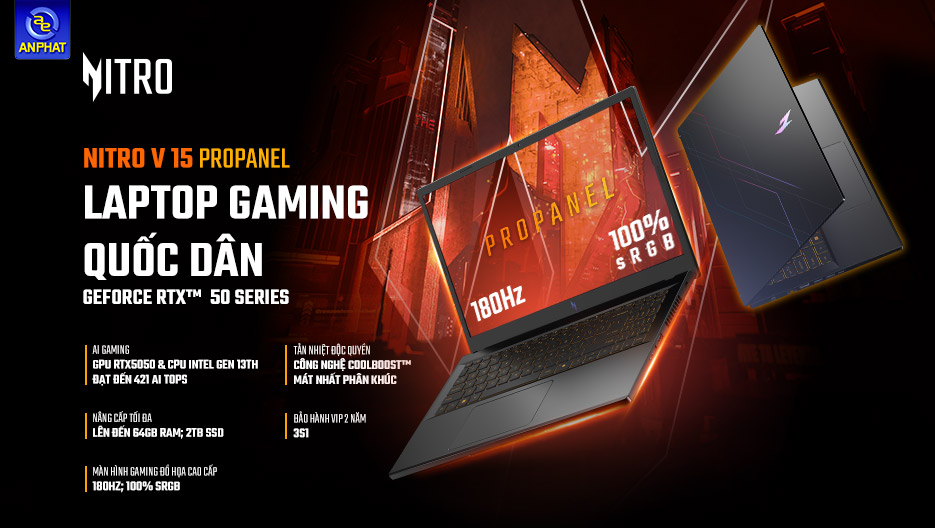 ae
ANPHAT
NITRO
NITRO V 15 PROPANEL
LAPTOP GAMING
QUỐC DÂN
GEFORCE RTX™ 50 SERIES
AI GAMING
GPU RTX5050 & CPU INTEL GEN 13TH
ĐẠT ĐẾN 421 AI TOPS
NÂNG CẤP TỐI ĐA
LÊN ĐẾN 64GB RAM; 2TB SSD
MÀN HÌNH GAMING ĐỒ HỌA CAO CẤP
180HZ; 100% SRGB
TẢN NHIỆT ĐỘC QUYỀN
CÔNG NGHỆ COOLBOOST™
MÁT NHẤT PHÂN KHÚC
BẢO HÀNH VIP 2 NĂM
3S1
PROPANEL
100%
sRGB
180Hz